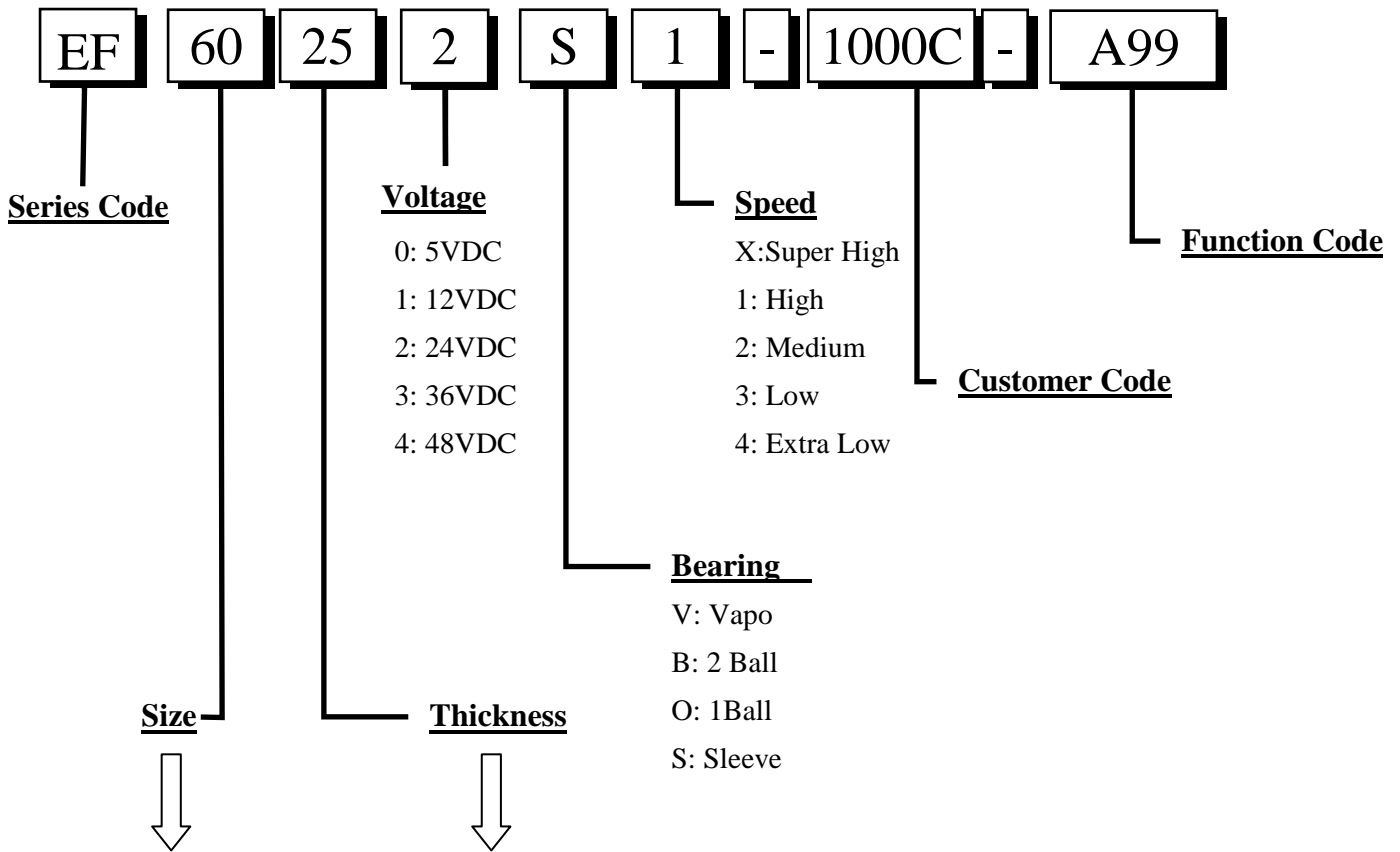 EF 60 25 2 S 1 - 1000C - A99
Series Code
Voltage
0: 5VDC
1: 12VDC
2: 24VDC
3: 36VDC
4: 48VDC
Speed
X:Super High
1: High
2: Medium
3: Low
4: Extra Low
Function Code
Customer Code
Bearing
V: Vapo
B: 2 Ball
O: 1Ball
S: Sleeve
Size
Thickness